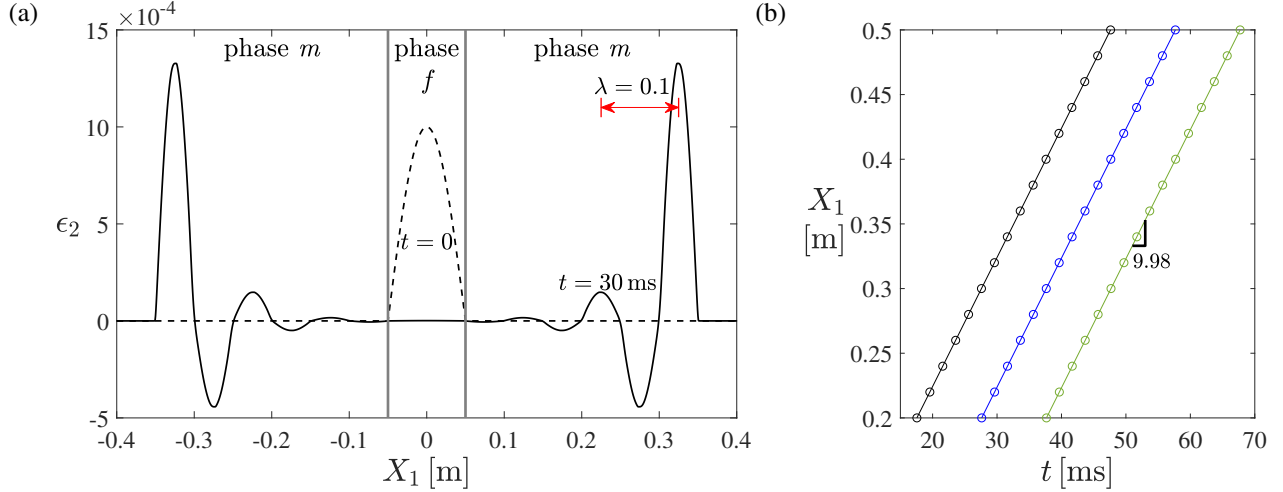 (a)
×10⁻⁴
15
10
5
0
-5
ϵ₂
phase m
phase
f
phase m
λ = 0.1
t = 0
t = 30 ms
-0.4 -0.3 -0.2 -0.1 0 0.1 0.2 0.3 0.4
X₁ [m]
(b)
0.5
0.45
0.4
0.35
0.3
0.25
0.2
X₁
[m]
9.98
20 30 40 50 60 70
t [ms]